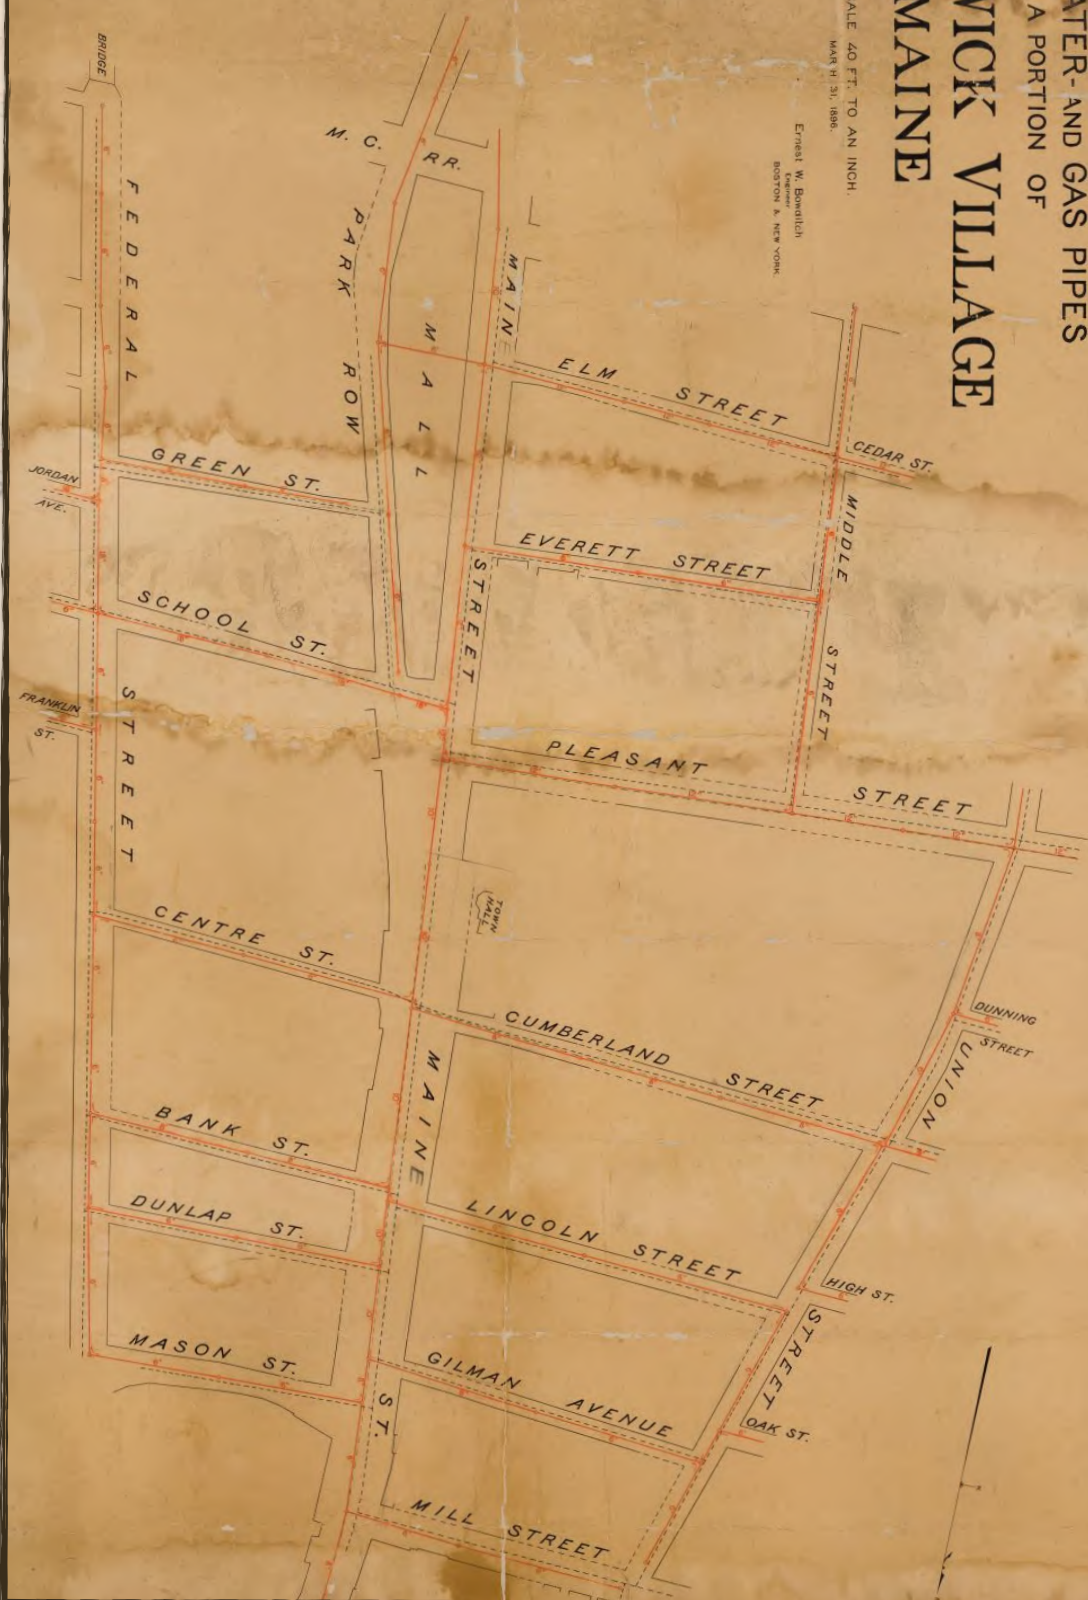 ATER- AND GAS PIPES
A PORTION OF
WICK VILLAGE
MAINE
ALE 40 FT. TO AN INCH.
MARCH 31, 1896.
Ernest W. Bowditch
Engineer
BOSTON & NEW YORK.
BRIDGE
FEDERAL
STREET
M. C.
RR.
PARK ROW
MALL
MAINE
STREET
ELM STREET
CEDAR ST.
GREEN ST.
JORDAN
AVE.
EVERETT STREET
MIDDLE
STREET
SCHOOL ST.
FRANKLIN
ST.
PLEASANT
STREET
TOWN
HALL
CENTRE ST.
CUMBERLAND
STREET
DUNNING
STREET
UNION
STREET
MAINE
ST.
BANK ST.
DUNLAP ST.
LINCOLN STREET
HIGH ST.
MASON ST.
GILMAN
AVENUE
OAK ST.
MILL STREET